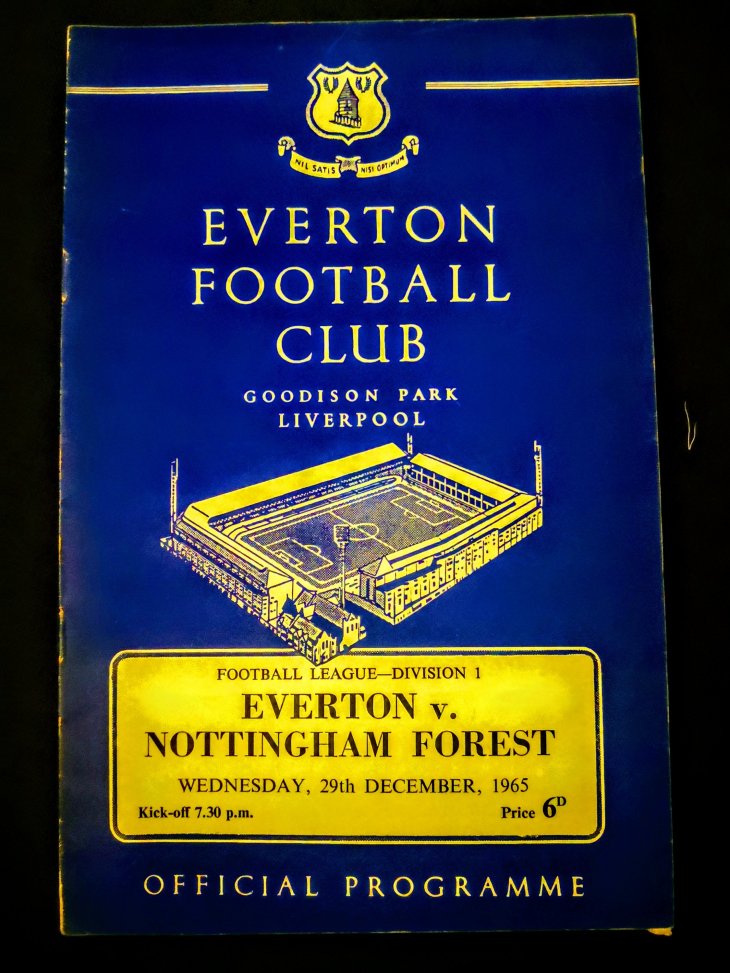 NIL SATIS NISI OPTIMUM
EVERTON
FOOTBALL
CLUB
GOODISON PARK
LIVERPOOL
FOOTBALL LEAGUE—DIVISION 1
EVERTON v.
NOTTINGHAM FOREST
WEDNESDAY, 29th DECEMBER, 1965
Kick-off 7.30 p.m. Price 6D
OFFICIAL PROGRAMME